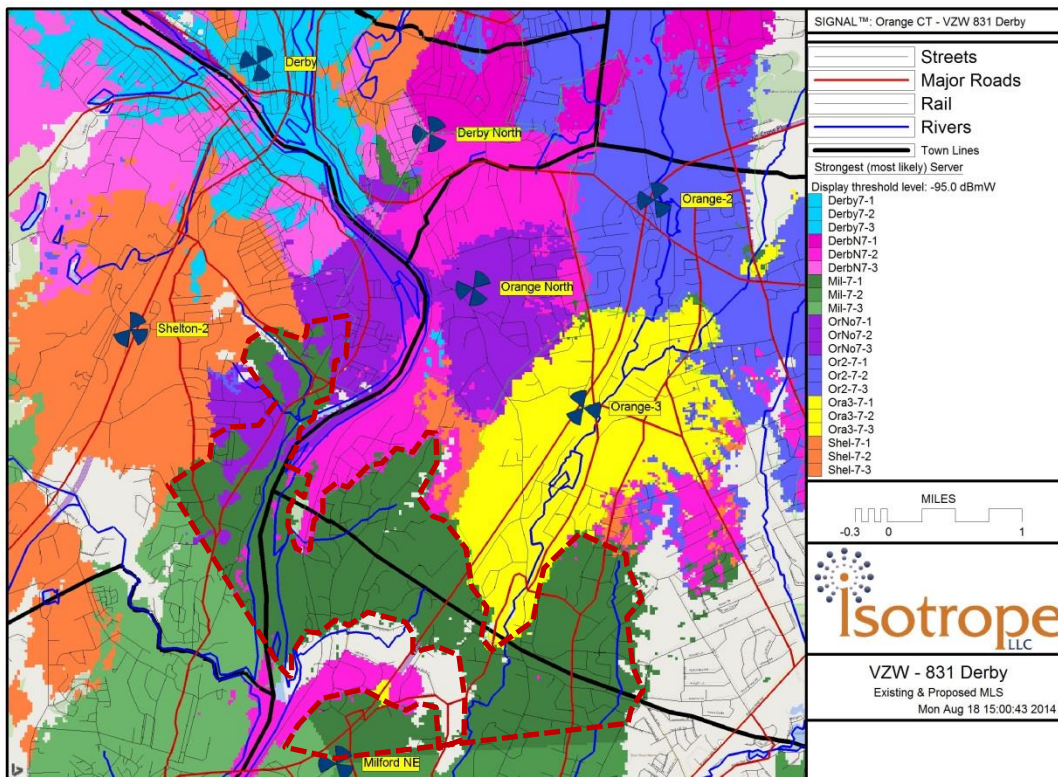 SIGNAL™: Orange CT - VZW 831 Derby
Streets
Major Roads
Rail
Rivers
Town Lines
Strongest (most likely) Server
Display threshold level: -95.0 dBmW
Derby7-1
Derby7-2
Derby7-3
DerbN7-1
DerbN7-2
DerbN7-3
Mil-7-1
Mil-7-2
Mil-7-3
OrNo7-1
OrNo7-2
OrNo7-3
Or2-7-1
Or2-7-2
Or2-7-3
Ora3-7-1
Ora3-7-2
Ora3-7-3
Shel-7-1
Shel-7-2
Shel-7-3
MILES
-0.3 0 1
Isotrope
LLC
VZW - 831 Derby
Existing & Proposed MLS
Mon Aug 18 15:00:43 2014
Derby
Derby North
Orange-2
Orange North
Shelton-2
Orange-3
Milford NE